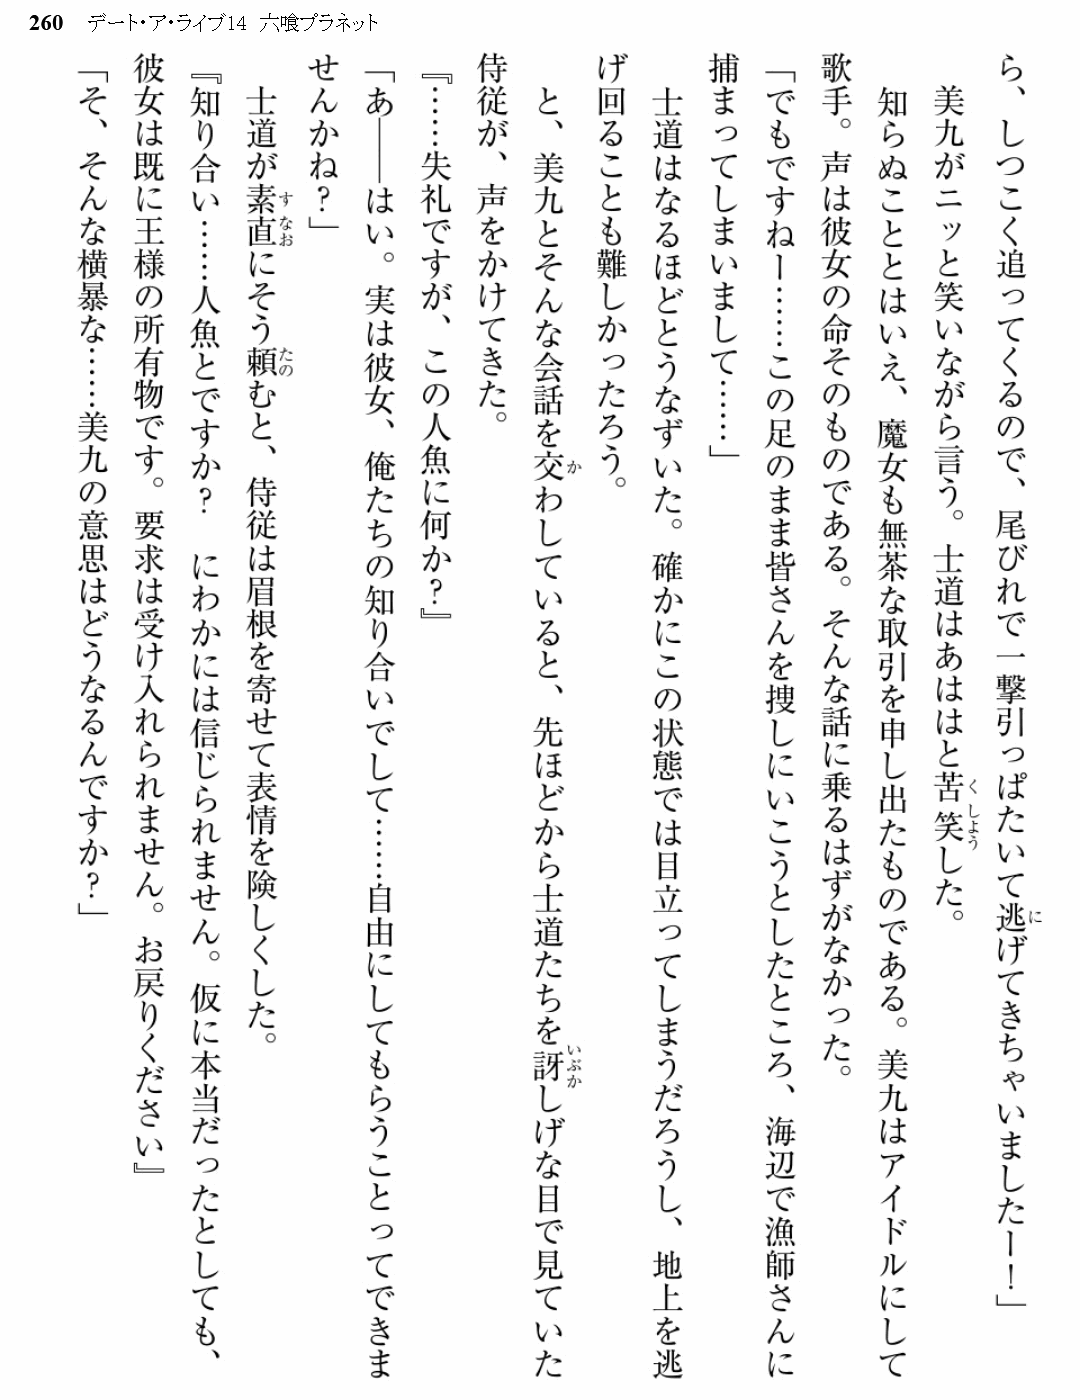 260 デート・ア・ライブ14 六喰プラネット
ら、しつこく追ってくるので、尾びれで一撃引っぱたいて逃げてきちゃいましたー！」
美九がニッと笑いながら言う。士道はあははと苦笑した。
知らぬこととはいえ、魔女も無茶な取引を申し出たものである。美九はアイドルにして
歌手。声は彼女の命そのものである。そんな話に乗るはずがなかった。
「でもですねー……この足のまま皆さんを捜しにいこうとしたところ、海辺で漁師さんに
捕まってしまいまして……」
士道はなるほどとうなずいた。確かにこの状態では目立ってしまうだろうし、地上を逃
げ回ることも難しかったろう。
と、美九とそんな会話を交わしていると、先ほどから士道たちを訝しげな目で見ていた
侍従が、声をかけてきた。
『……失礼ですが、この人魚に何か？』
「あ――はい。実は彼女、俺たちの知り合いでして……自由にしてもらうことってできま
せんかね？」
士道が素直にそう頼むと、侍従は眉根を寄せて表情を険しくした。
『知り合い……人魚とですか？　にわかには信じられません。仮に本当だったとしても、
彼女は既に王様の所有物です。要求は受け入れられません。お戻りください』
「そ、そんな横暴な……美九の意思はどうなるんですか？」